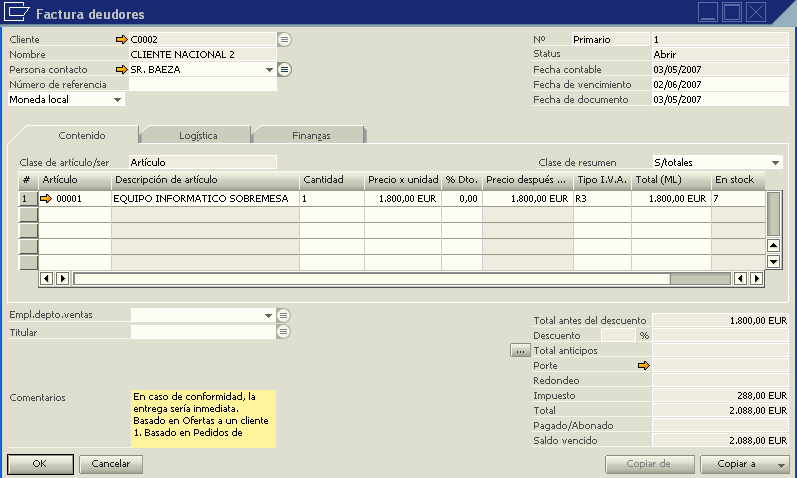 Factura deudores
Cliente C0002
Nombre CLIENTE NACIONAL 2
Persona contacto SR. BAEZA
Número de referencia
Moneda local
Nº Primario 1
Status Abrir
Fecha contable 03/05/2007
Fecha de vencimiento 02/06/2007
Fecha de documento 03/05/2007
Contenido Logística Finanzas
Clase de artículo/ser Artículo Clase de resumen S/totales
# Artículo Descripción de artículo Cantidad Precio x unidad % Dto. Precio después ... Tipo I.V.A. Total (ML) En stock
1 00001 EQUIPO INFORMATICO SOBREMESA 1 1.800,00 EUR 0,00 1.800,00 EUR R3 1.800,00 EUR 7
Empl.depto.ventas
Titular
Comentarios
En caso de conformidad, la
entrega sería inmediata.
Basado en Ofertas a un cliente
1. Basado en Pedidos de
Total antes del descuento 1.800,00 EUR
Descuento %
... Total anticipos
Porte
Redondeo
Impuesto 288,00 EUR
Total 2.088,00 EUR
Pagado/Abonado
Saldo vencido 2.088,00 EUR
OK Cancelar Copiar de Copiar a